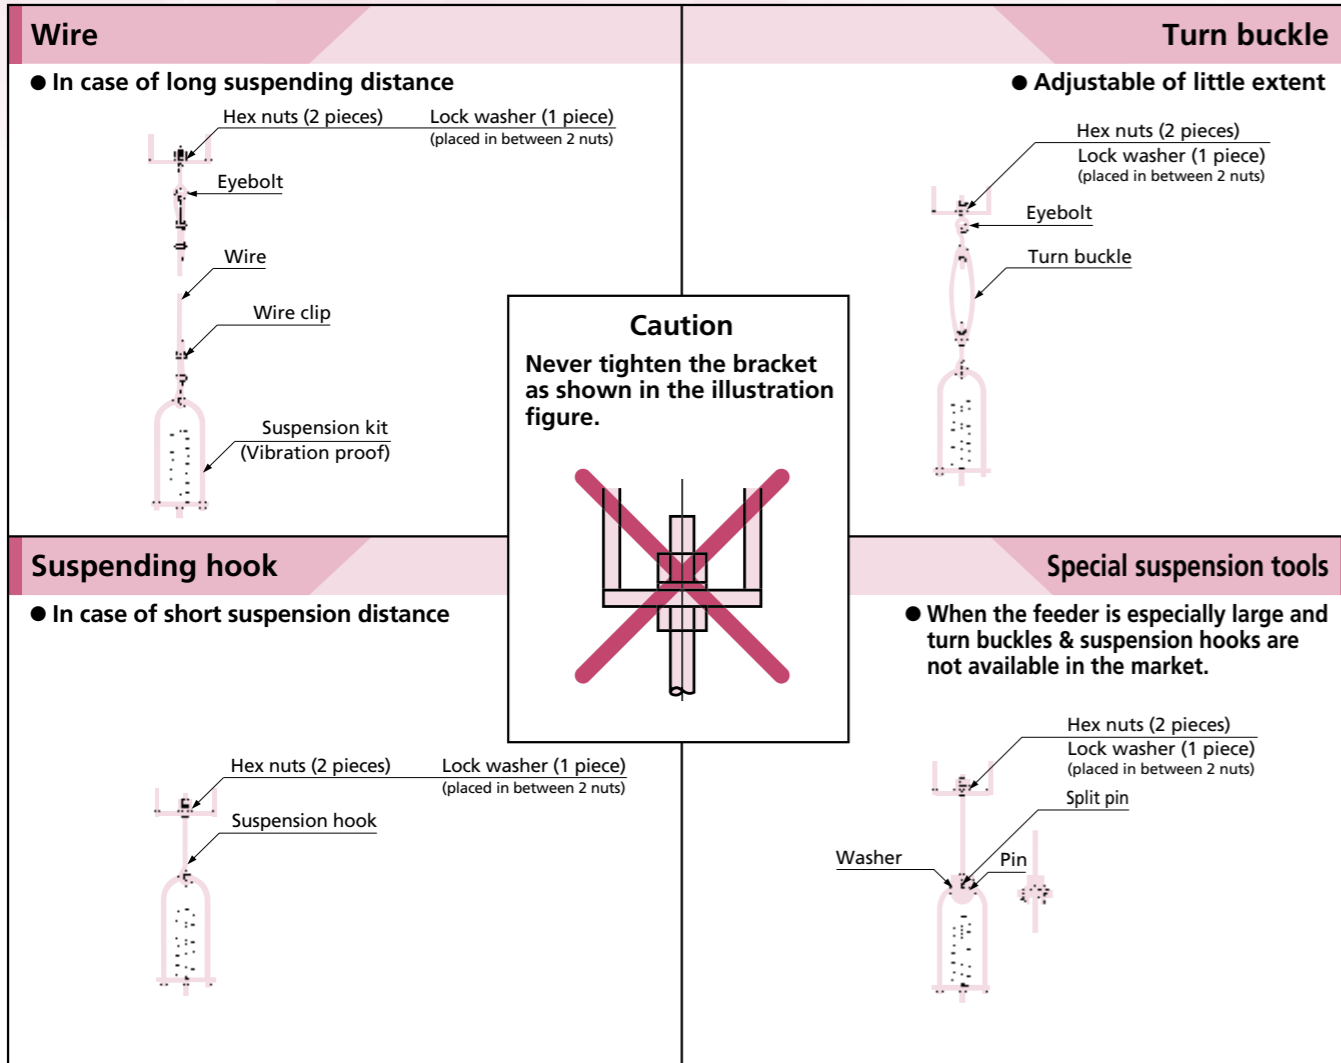 Wire
● In case of long suspending distance
Hex nuts (2 pieces)
Lock washer (1 piece)
(placed in between 2 nuts)
Eyebolt
Wire
Wire clip
Suspension kit
(Vibration proof)
Turn buckle
● Adjustable of little extent
Hex nuts (2 pieces)
Lock washer (1 piece)
(placed in between 2 nuts)
Eyebolt
Turn buckle
Caution
Never tighten the bracket
as shown in the illustration
figure.
Suspending hook
● In case of short suspension distance
Hex nuts (2 pieces)
Lock washer (1 piece)
(placed in between 2 nuts)
Suspension hook
Special suspension tools
● When the feeder is especially large and
turn buckles & suspension hooks are
not available in the market.
Hex nuts (2 pieces)
Lock washer (1 piece)
(placed in between 2 nuts)
Split pin
Washer
Pin